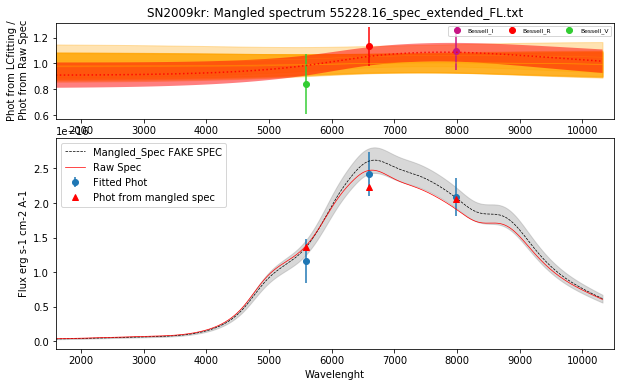 SN2009kr: Mangled spectrum 55228.16_spec_extended_FL.txt
Phot from LCfitting /
Phot from Raw Spec
1.2
1.0
0.8
0.6
Bessell_I
Bessell_R
Bessell_V
2000 3000 4000 5000 6000 7000 8000 9000 10000
Flux erg s-1 cm-2 A-1
2.5
2.0
1.5
1.0
0.5
0.0
Mangled_Spec FAKE SPEC
Raw Spec
Fitted Phot
Phot from mangled spec
2000 3000 4000 5000 6000 7000 8000 9000 10000
Wavelenght